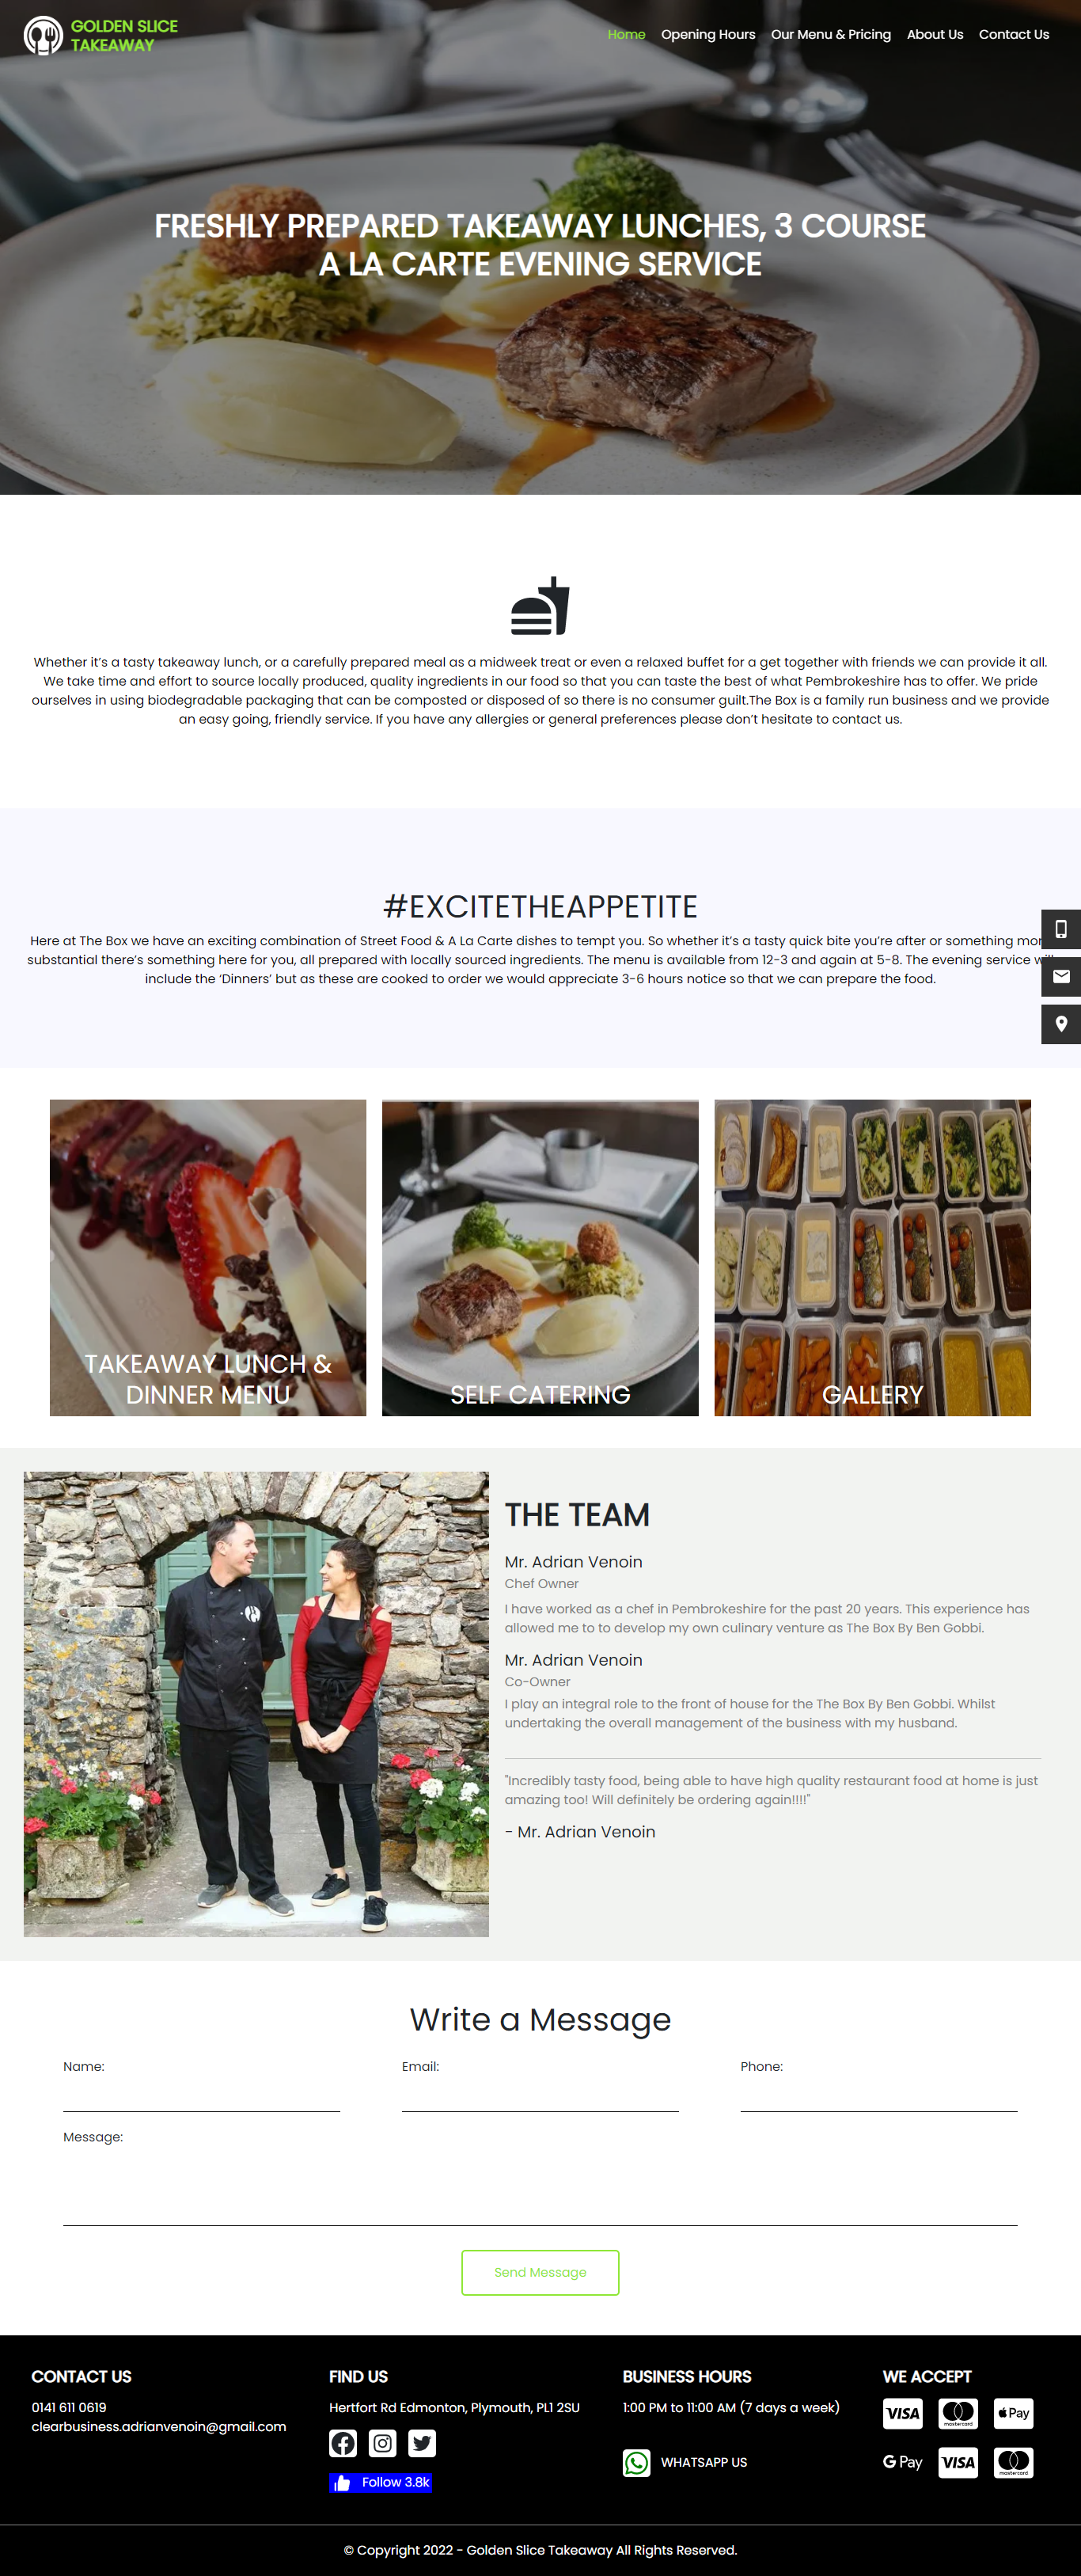 GOLDEN SLICE
TAKEAWAY
Home Opening Hours Our Menu & Pricing About Us Contact Us
FRESHLY PREPARED TAKEAWAY LUNCHES, 3 COURSE
A LA CARTE EVENING SERVICE
Whether it’s a tasty takeaway lunch, or a carefully prepared meal as a midweek treat or even a relaxed buffet for a get together with friends we can provide it all.
We take time and effort to source locally produced, quality ingredients in our food so that you can taste the best of what Pembrokeshire has to offer. We pride
ourselves in using biodegradable packaging that can be composted or disposed of so there is no consumer guilt.The Box is a family run business and we provide
an easy going, friendly service. If you have any allergies or general preferences please don’t hesitate to contact us.
#EXCITETHEAPPETITE
Here at The Box we have an exciting combination of Street Food & A La Carte dishes to tempt you. So whether it’s a tasty quick bite you’re after or something more
substantial there’s something here for you, all prepared with locally sourced ingredients. The menu is available from 12-3 and again at 5-8. The evening service will
include the ‘Dinners’ but as these are cooked to order we would appreciate 3-6 hours notice so that we can prepare the food.
TAKEAWAY LUNCH &
DINNER MENU
SELF CATERING
GALLERY
THE TEAM
Mr. Adrian Venoin
Chef Owner
I have worked as a chef in Pembrokeshire for the past 20 years. This experience has
allowed me to to develop my own culinary venture as The Box By Ben Gobbi.
Mr. Adrian Venoin
Co-Owner
I play an integral role to the front of house for the The Box By Ben Gobbi. Whilst
undertaking the overall management of the business with my husband.
"Incredibly tasty food, being able to have high quality restaurant food at home is just
amazing too! Will definitely be ordering again!!!!"
- Mr. Adrian Venoin
Write a Message
Name:
Email:
Phone:
Message:
Send Message
CONTACT US
0141 611 0619
clearbusiness.adrianvenoin@gmail.com
FIND US
Hertfort Rd Edmonton, Plymouth, PL1 2SU
Follow 3.8k
BUSINESS HOURS
1:00 PM to 11:00 AM (7 days a week)
WHATSAPP US
WE ACCEPT
VISA mastercard Pay
G Pay VISA mastercard
© Copyright 2022 - Golden Slice Takeaway All Rights Reserved.